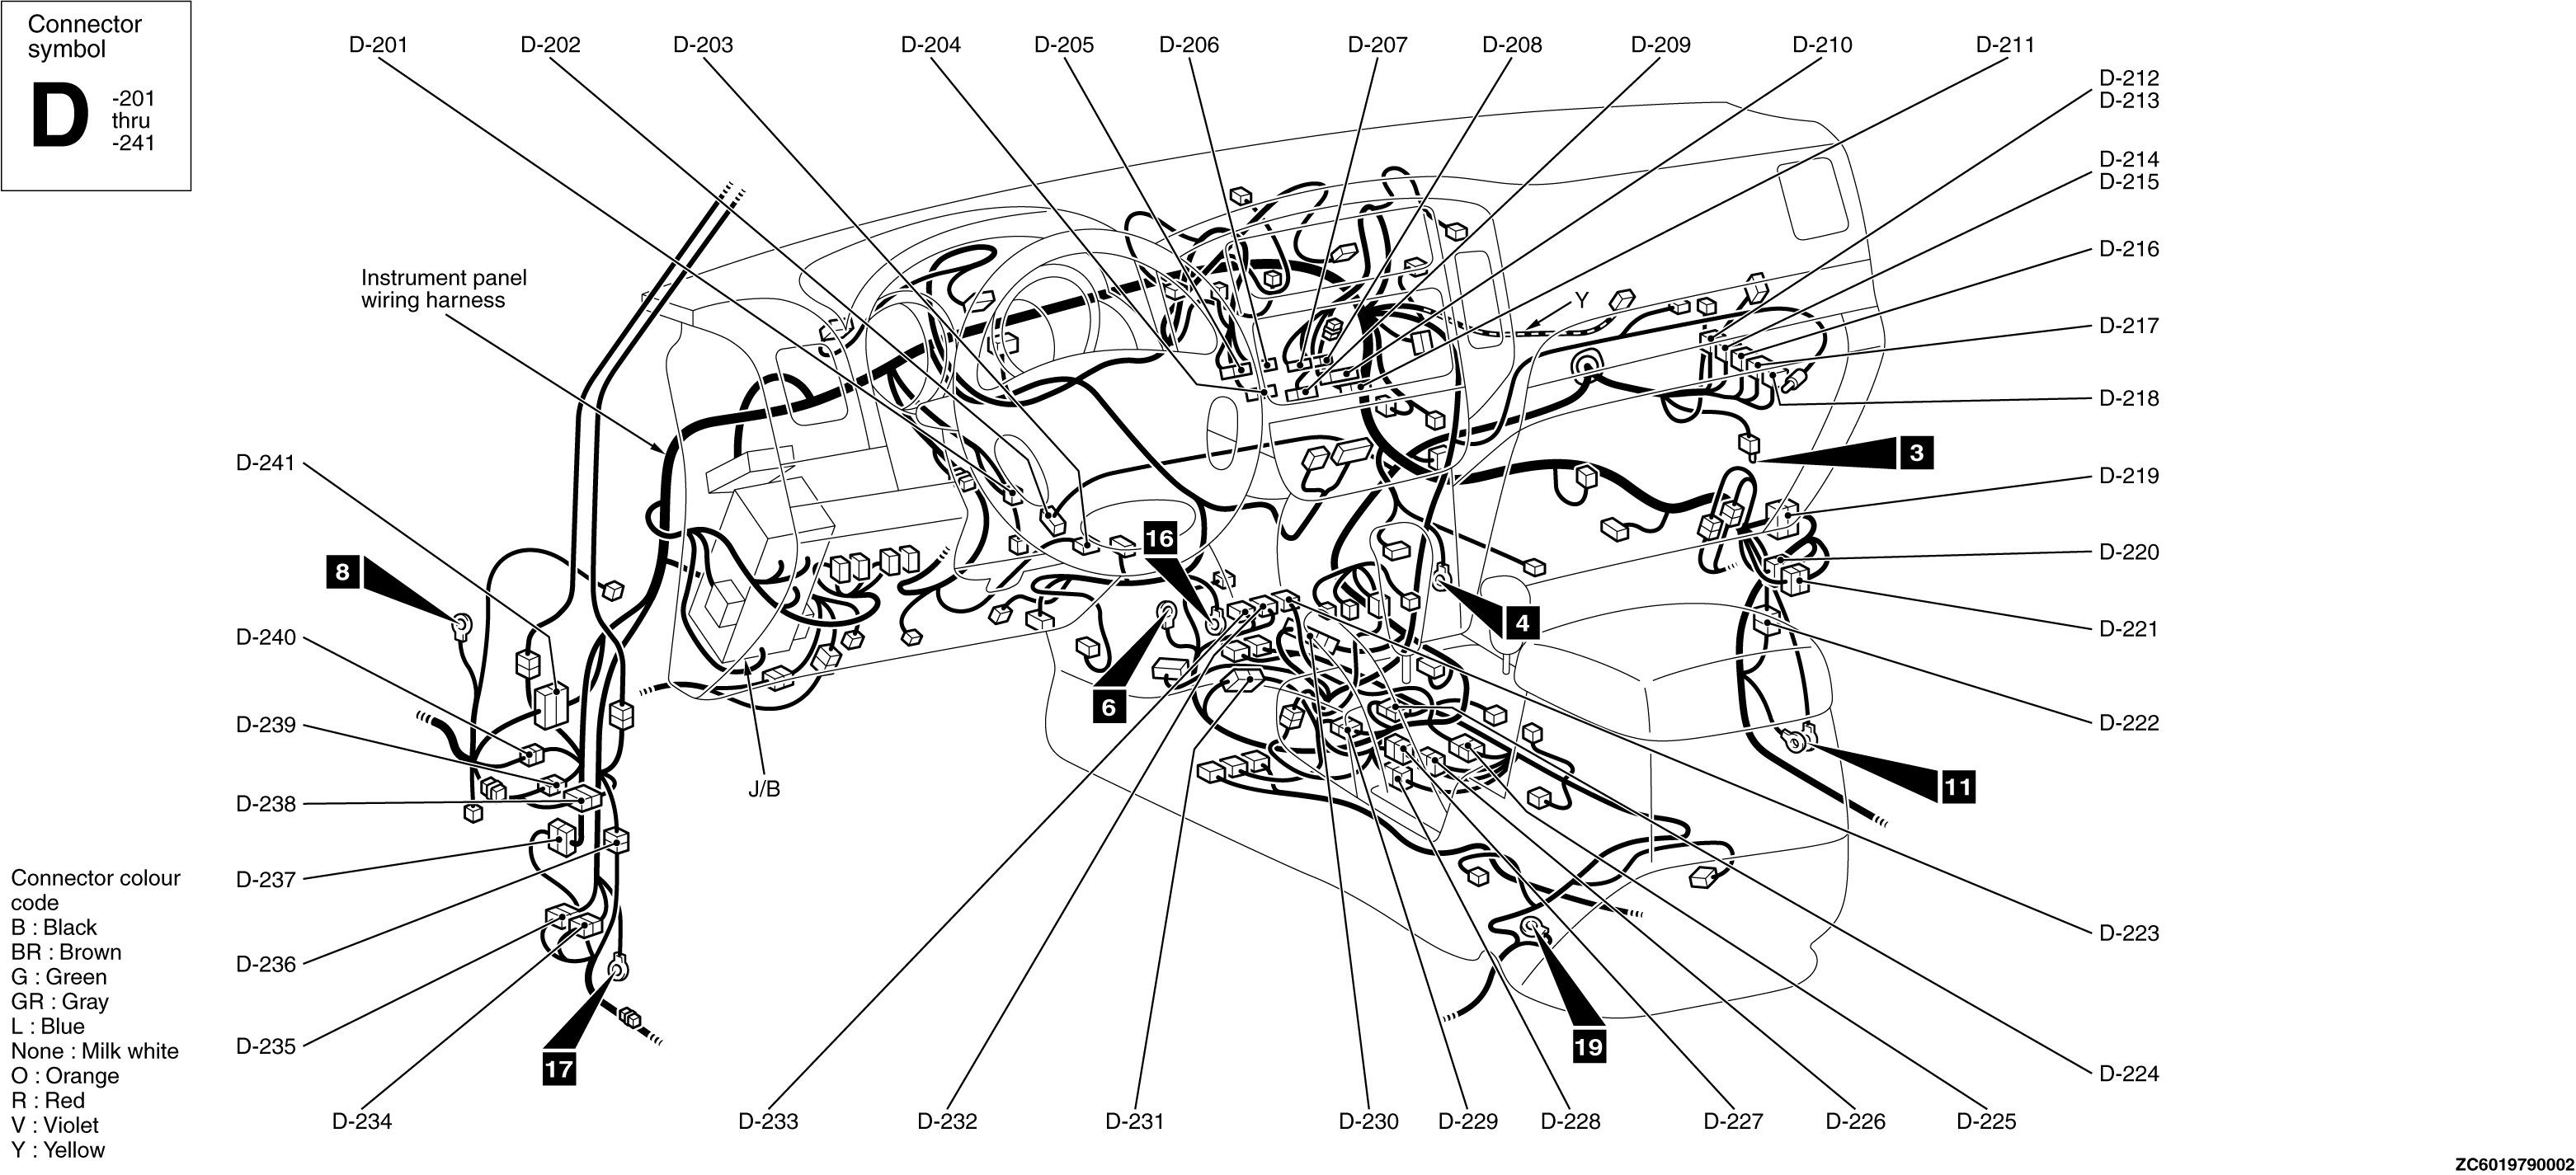 Connector
symbol
D
-201
thru
-241
D-201
D-202
D-203
D-204
D-205
D-206
D-207
D-208
D-209
D-210
D-211
D-212
D-213
D-214
D-215
D-216
D-217
D-218
3
D-219
D-220
D-221
D-222
11
D-223
D-224
Instrument panel
wiring harness
Y
D-241
8
16
4
6
D-240
D-239
D-238
D-237
D-236
D-235
J/B
17
19
D-234
D-233
D-232
D-231
D-230
D-229
D-228
D-227
D-226
D-225
Connector colour
code
B : Black
BR : Brown
G : Green
GR : Gray
L : Blue
None : Milk white
O : Orange
R : Red
V : Violet
Y : Yellow
ZC6019790002